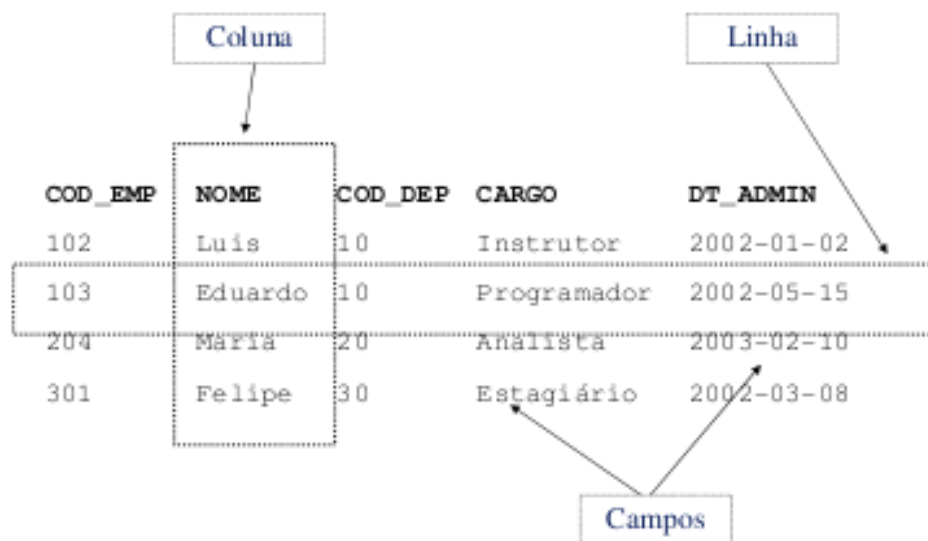 Coluna Linha
COD_EMP NOME COD_DEP CARGO DT_ADMIN
102 Luis 10 Instrutor 2002-01-02
103 Eduardo 10 Programador 2002-05-15
204 Maria 20 Analista 2003-02-10
301 Felipe 30 Estagiário 2002-03-08
Campos